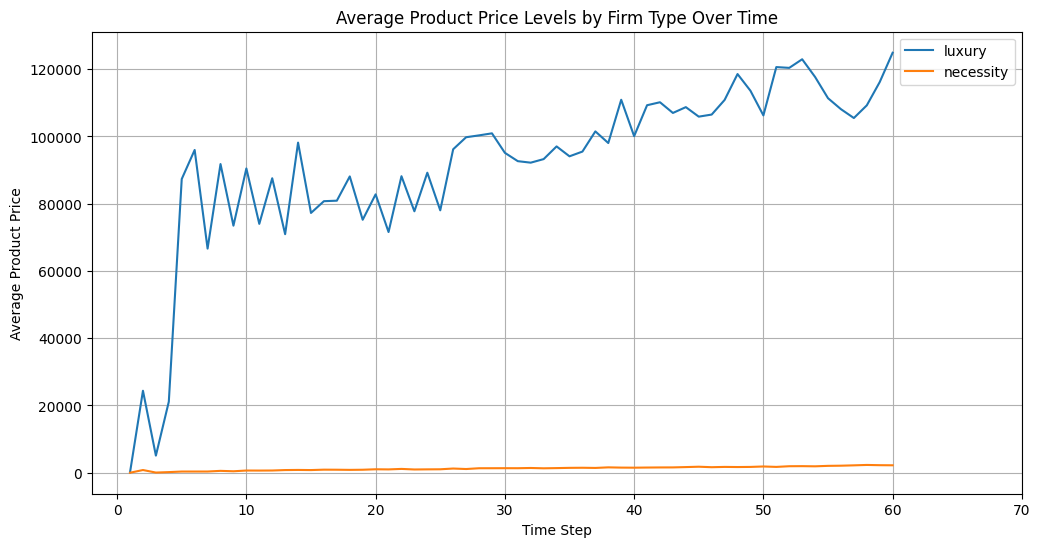 Average Product Price Levels by Firm Type Over Time
luxury
necessity
Average Product Price
120000
100000
80000
60000
40000
20000
0
0 10 20 30 40 50 60 70
Time Step